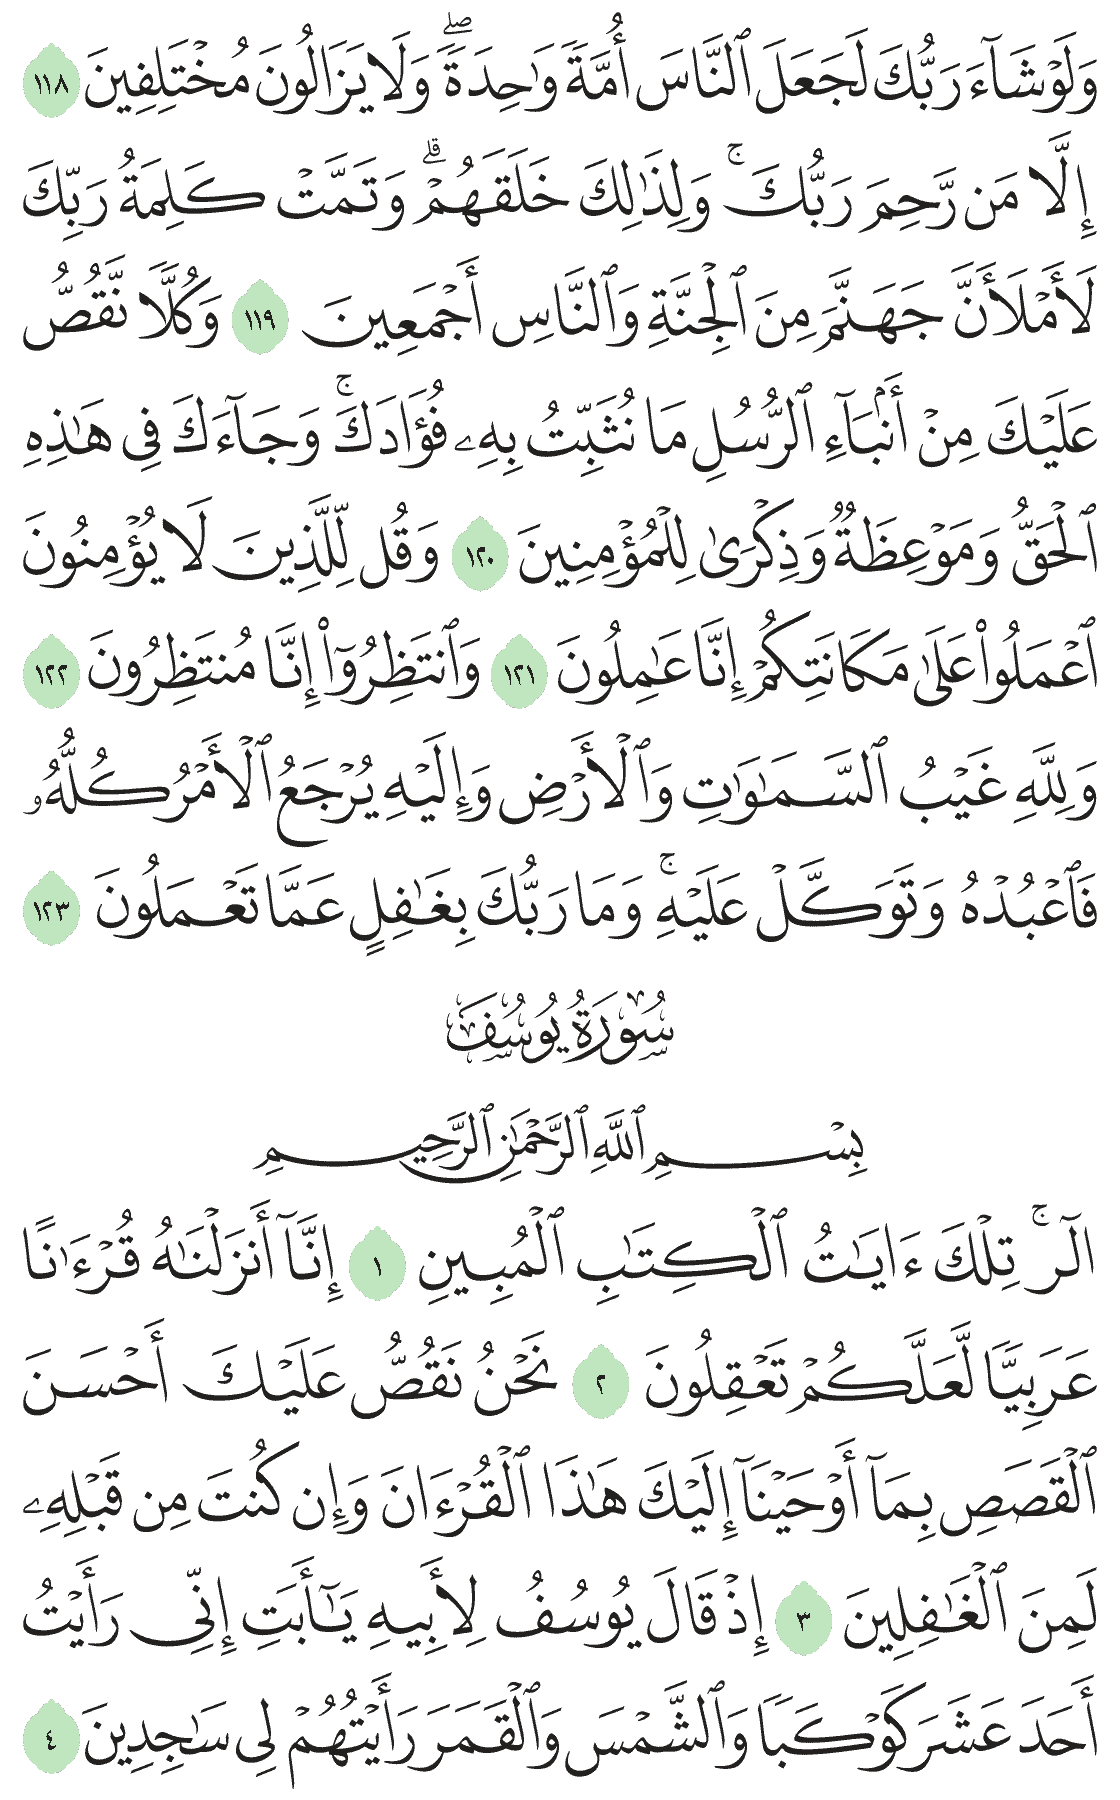 وَلَوْ شَآءَ رَبُّكَ لَجَعَلَ ٱلنَّاسَ أُمَّةً وَٰحِدَةً ۖ وَلَا يَزَالُونَ مُخْتَلِفِينَ ١١٨
إِلَّا مَن رَّحِمَ رَبُّكَ ۚ وَلِذَٰلِكَ خَلَقَهُمْ ۗ وَتَمَّتْ كَلِمَةُ رَبِّكَ
لَأَمْلَأَنَّ جَهَنَّمَ مِنَ ٱلْجِنَّةِ وَٱلنَّاسِ أَجْمَعِينَ ١١٩ وَكُلًّا نَّقُصُّ
عَلَيْكَ مِنْ أَنۢبَآءِ ٱلرُّسُلِ مَا نُثَبِّتُ بِهِۦ فُؤَادَكَ ۚ وَجَآءَكَ فِى هَٰذِهِ
ٱلْحَقُّ وَمَوْعِظَةٌ وَذِكْرَىٰ لِلْمُؤْمِنِينَ ١٢٠ وَقُل لِّلَّذِينَ لَا يُؤْمِنُونَ
ٱعْمَلُوا۟ عَلَىٰ مَكَانَتِكُمْ إِنَّا عَٰمِلُونَ ١٢١ وَٱنتَظِرُوٓا۟ إِنَّا مُنتَظِرُونَ ١٢٢
وَلِلَّهِ غَيْبُ ٱلسَّمَٰوَٰتِ وَٱلْأَرْضِ وَإِلَيْهِ يُرْجَعُ ٱلْأَمْرُ كُلُّهُۥ
فَٱعْبُدْهُ وَتَوَكَّلْ عَلَيْهِ ۚ وَمَا رَبُّكَ بِغَٰفِلٍ عَمَّا تَعْمَلُونَ ١٢٣
سُورَةُ يُوسُفَ
بِسْمِ ٱللَّهِ ٱلرَّحْمَٰنِ ٱلرَّحِيمِ
الٓر ۚ تِلْكَ ءَايَٰتُ ٱلْكِتَٰبِ ٱلْمُبِينِ ١ إِنَّآ أَنزَلْنَٰهُ قُرْءَٰنًا
عَرَبِيًّا لَّعَلَّكُمْ تَعْقِلُونَ ٢ نَحْنُ نَقُصُّ عَلَيْكَ أَحْسَنَ
ٱلْقَصَصِ بِمَآ أَوْحَيْنَآ إِلَيْكَ هَٰذَا ٱلْقُرْءَانَ وَإِن كُنتَ مِن قَبْلِهِۦ
لَمِنَ ٱلْغَٰفِلِينَ ٣ إِذْ قَالَ يُوسُفُ لِأَبِيهِ يَٰٓأَبَتِ إِنِّى رَأَيْتُ
أَحَدَ عَشَرَ كَوْكَبًا وَٱلشَّمْسَ وَٱلْقَمَرَ رَأَيْتُهُمْ لِى سَٰجِدِينَ ٤